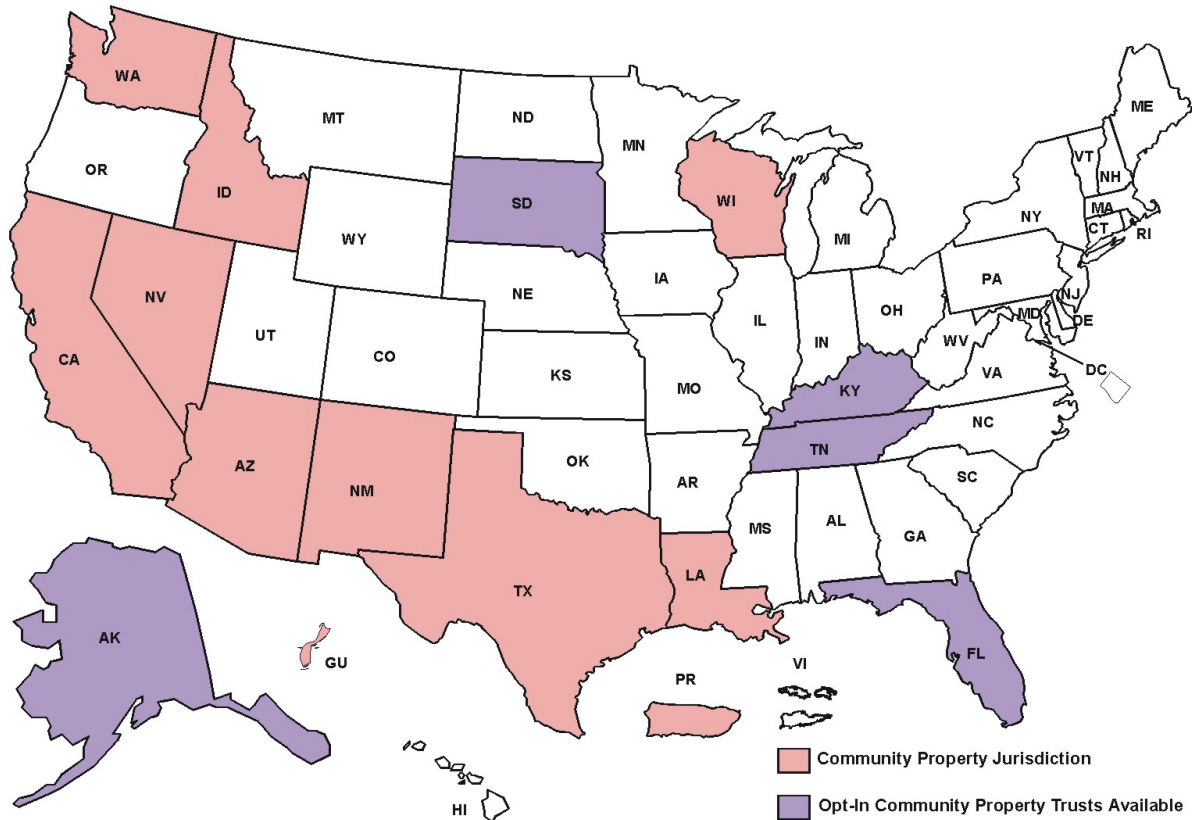 WA
MT
ND
MN
ME
OR
ID
SD
WI
VT
NH
NY
MA
CT
RI
WY
MI
IA
NE
PA
NJ
NV
IL
IN
OH
MD
DE
UT
CO
CA
KS
MO
WV
VA
DC
KY
NC
TN
AZ
NM
OK
AR
SC
MS
AL
GA
TX
LA
AK
GU
FL
PR
VI
HI
Community Property Jurisdiction
Opt-In Community Property Trusts Available